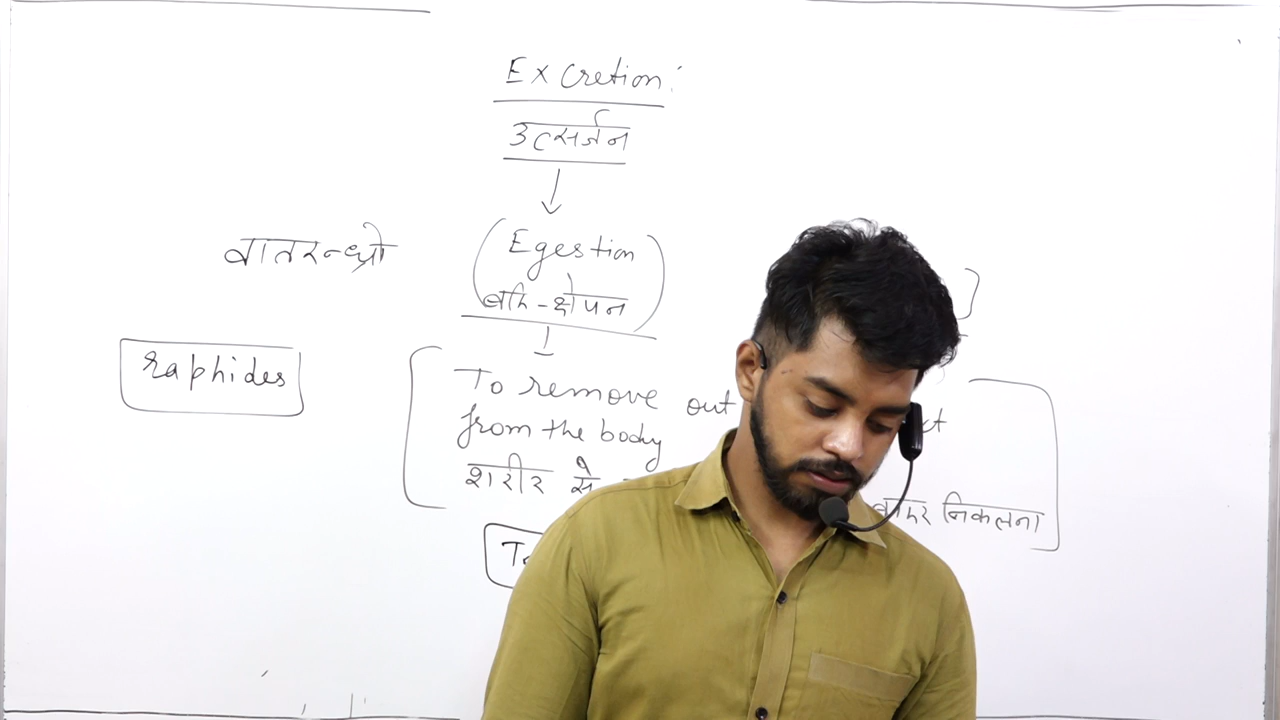 Excretion:
उत्सर्जन
Egestion
वातरन्ध्रो
बहि-क्षेपन
raphides
To remove out
from the body
शरीर से
बाहर निकलना